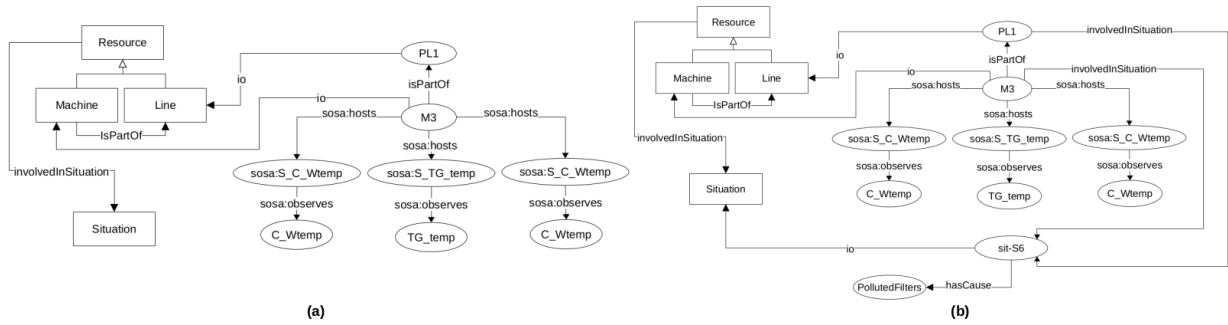 Resource
PL1
io
isPartOf
Machine
Line
io
M3
IsPartOf
sosa:hosts
sosa:hosts
sosa:hosts
sosa:S_C_Wtemp
sosa:S_TG_temp
sosa:S_C_Wtemp
involvedInSituation
sosa:observes
sosa:observes
sosa:observes
Situation
C_Wtemp
TG_temp
C_Wtemp
(a)
Resource
PL1
involvedInSituation
io
isPartOf
Machine
Line
io
involvedInSituation
M3
IsPartOf
sosa:hosts
sosa:hosts
sosa:hosts
sosa:S_C_Wtemp
sosa:S_TG_temp
sosa:S_C_Wtemp
involvedInSituation
sosa:observes
sosa:observes
sosa:observes
Situation
C_Wtemp
TG_temp
C_Wtemp
io
sit-S6
PollutedFilters
hasCause
(b)